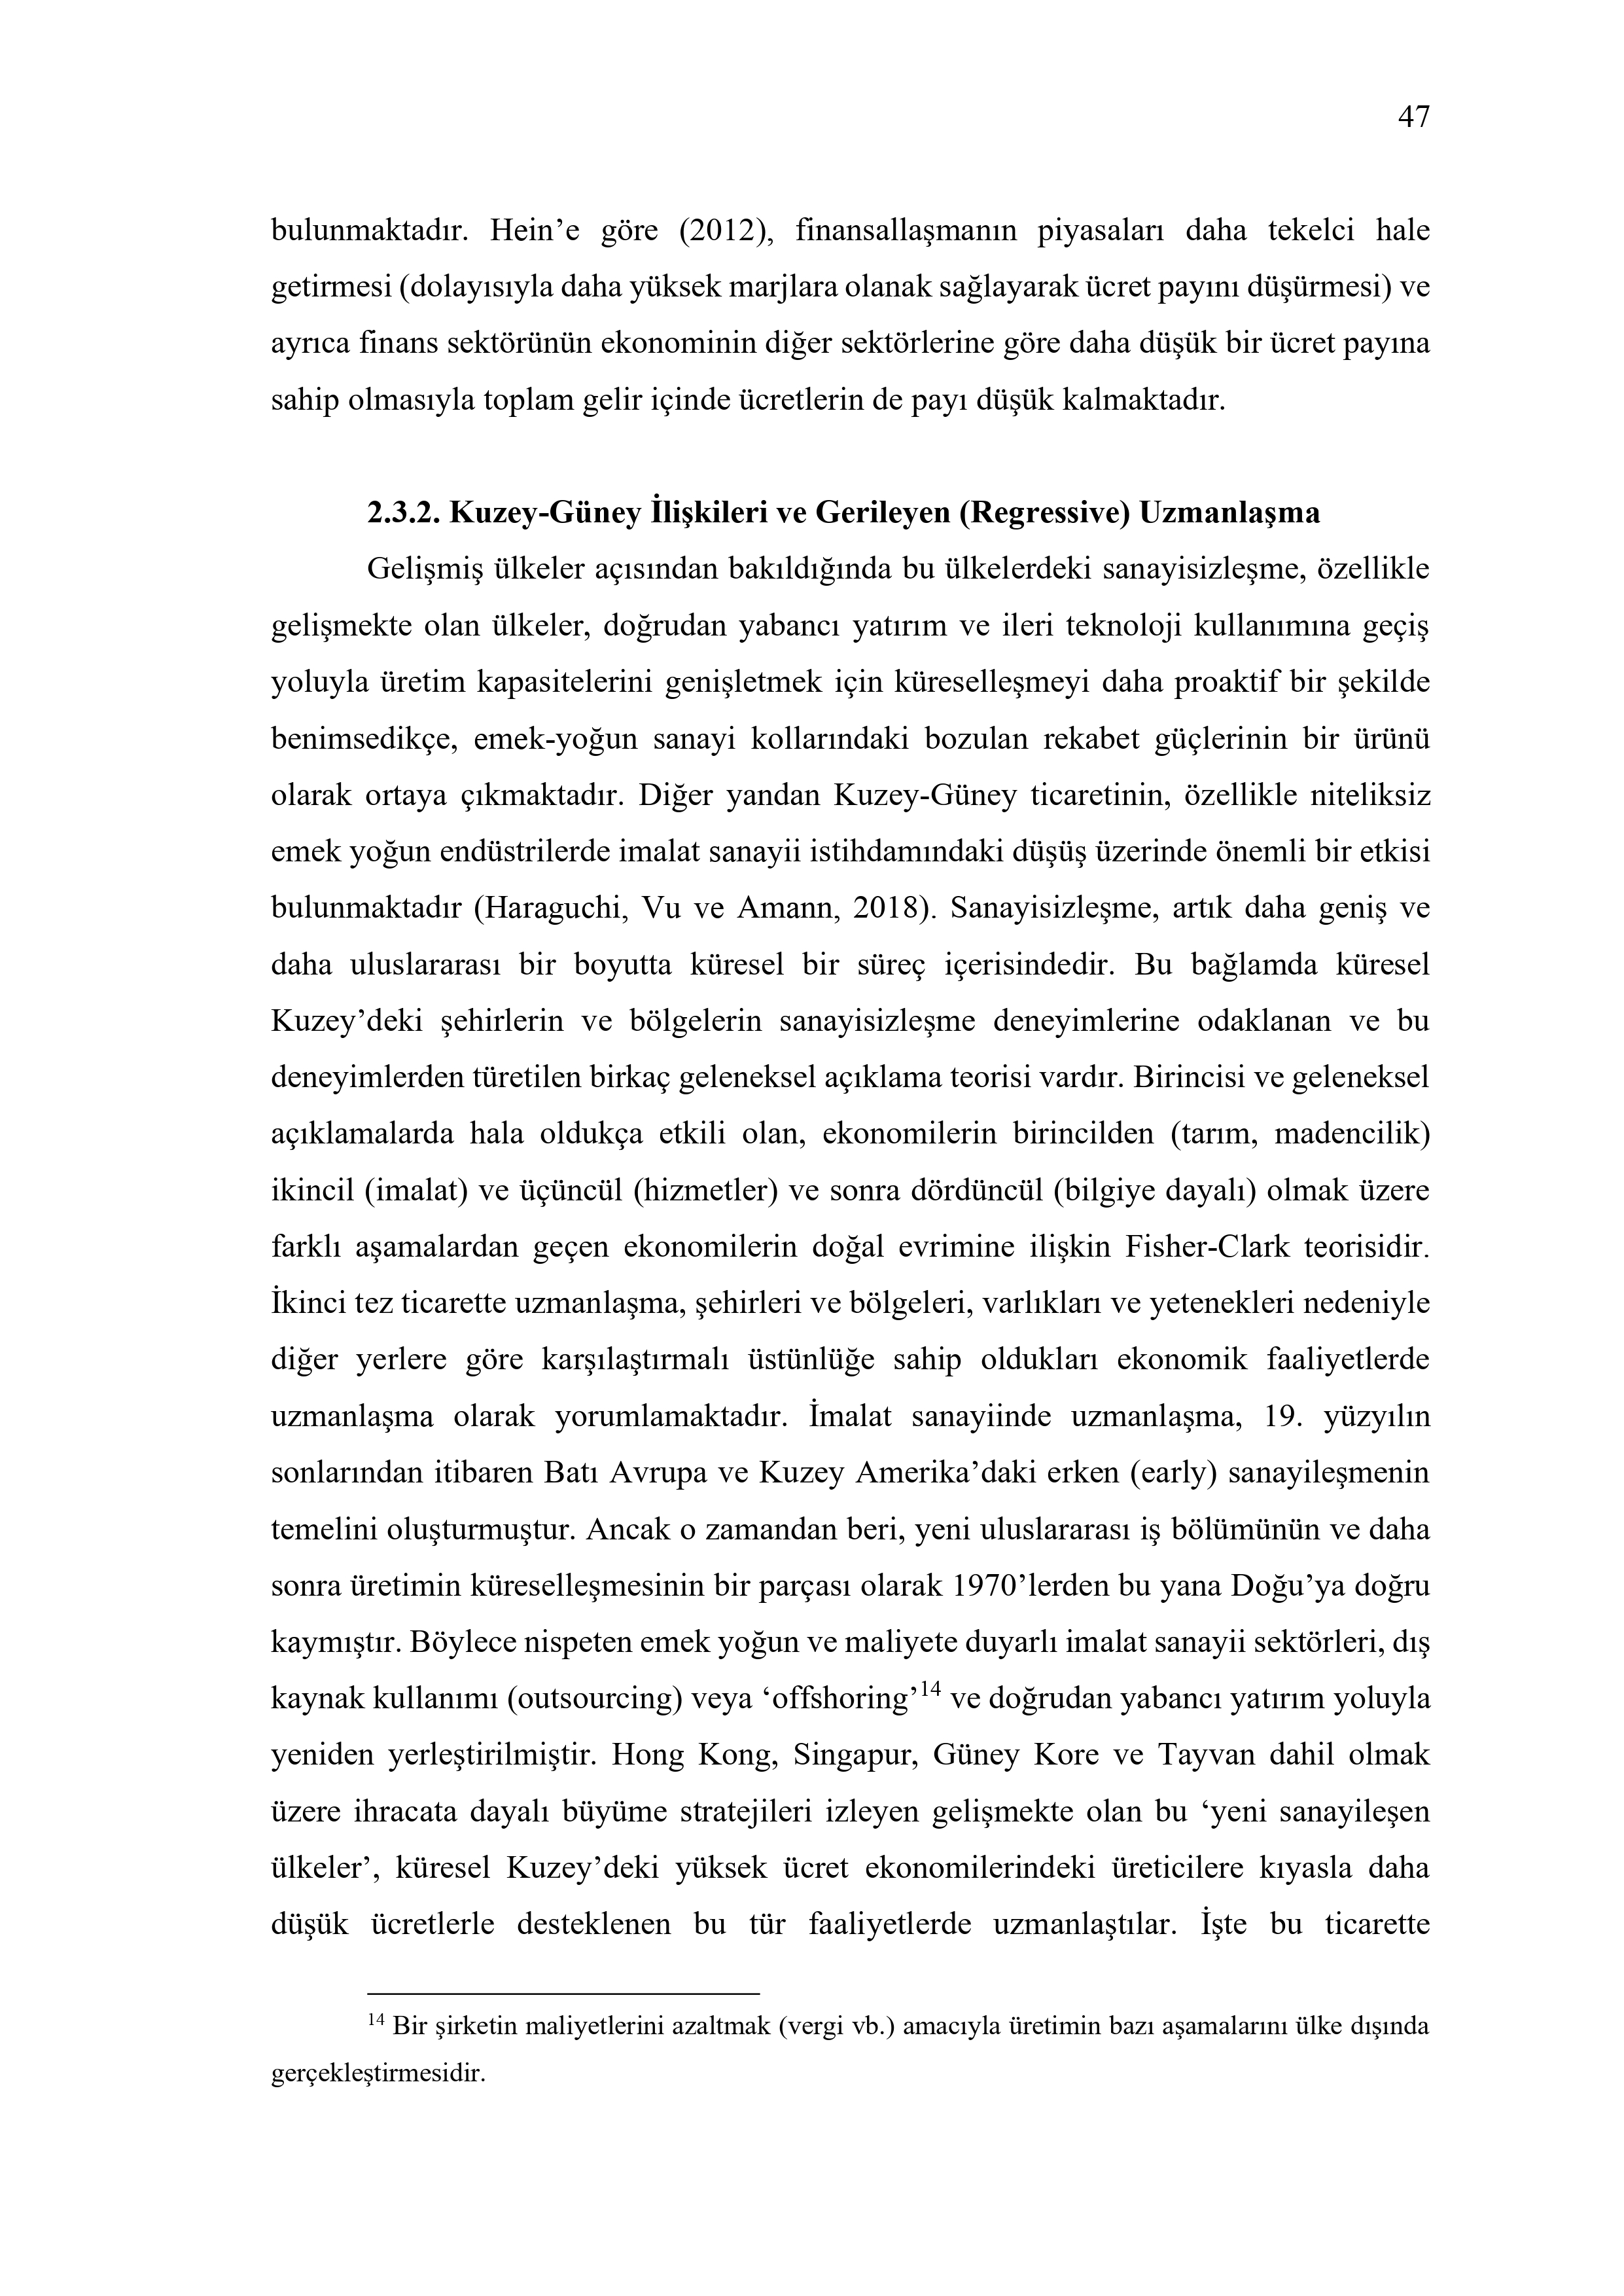 47
bulunmaktadır. Hein’e göre (2012), finansallaşmanın piyasaları daha tekelci hale
getirmesi (dolayısıyla daha yüksek marjlara olanak sağlayarak ücret payını düşürmesi) ve
ayrıca finans sektörünün ekonominin diğer sektörlerine göre daha düşük bir ücret payına
sahip olmasıyla toplam gelir içinde ücretlerin de payı düşük kalmaktadır.
2.3.2. Kuzey-Güney İlişkileri ve Gerileyen (Regressive) Uzmanlaşma
Gelişmiş ülkeler açısından bakıldığında bu ülkelerdeki sanayisizleşme, özellikle
gelişmekte olan ülkeler, doğrudan yabancı yatırım ve ileri teknoloji kullanımına geçiş
yoluyla üretim kapasitelerini genişletmek için küreselleşmeyi daha proaktif bir şekilde
benimsedikçe, emek-yoğun sanayi kollarındaki bozulan rekabet güçlerinin bir ürünü
olarak ortaya çıkmaktadır. Diğer yandan Kuzey-Güney ticaretinin, özellikle niteliksiz
emek yoğun endüstrilerde imalat sanayii istihdamındaki düşüş üzerinde önemli bir etkisi
bulunmaktadır (Haraguchi, Vu ve Amann, 2018). Sanayisizleşme, artık daha geniş ve
daha uluslararası bir boyutta küresel bir süreç içerisindedir. Bu bağlamda küresel
Kuzey’deki şehirlerin ve bölgelerin sanayisizleşme deneyimlerine odaklanan ve bu
deneyimlerden türetilen birkaç geleneksel açıklama teorisi vardır. Birincisi ve geleneksel
açıklamalarda hala oldukça etkili olan, ekonomilerin birincilden (tarım, madencilik)
ikincil (imalat) ve üçüncül (hizmetler) ve sonra dördüncül (bilgiye dayalı) olmak üzere
farklı aşamalardan geçen ekonomilerin doğal evrimine ilişkin Fisher-Clark teorisidir.
İkinci tez ticarette uzmanlaşma, şehirleri ve bölgeleri, varlıkları ve yetenekleri nedeniyle
diğer yerlere göre karşılaştırmalı üstünlüğe sahip oldukları ekonomik faaliyetlerde
uzmanlaşma olarak yorumlamaktadır. İmalat sanayiinde uzmanlaşma, 19. yüzyılın
sonlarından itibaren Batı Avrupa ve Kuzey Amerika’daki erken (early) sanayileşmenin
temelini oluşturmuştur. Ancak o zamandan beri, yeni uluslararası iş bölümünün ve daha
sonra üretimin küreselleşmesinin bir parçası olarak 1970’lerden bu yana Doğu’ya doğru
kaymıştır. Böylece nispeten emek yoğun ve maliyete duyarlı imalat sanayii sektörleri, dış
kaynak kullanımı (outsourcing) veya ‘offshoring’14 ve doğrudan yabancı yatırım yoluyla
yeniden yerleştirilmiştir. Hong Kong, Singapur, Güney Kore ve Tayvan dahil olmak
üzere ihracata dayalı büyüme stratejileri izleyen gelişmekte olan bu ‘yeni sanayileşen
ülkeler’, küresel Kuzey’deki yüksek ücret ekonomilerindeki üreticilere kıyasla daha
düşük ücretlerle desteklenen bu tür faaliyetlerde uzmanlaştılar. İşte bu ticarette
14 Bir şirketin maliyetlerini azaltmak (vergi vb.) amacıyla üretimin bazı aşamalarını ülke dışında
gerçekleştirmesidir.